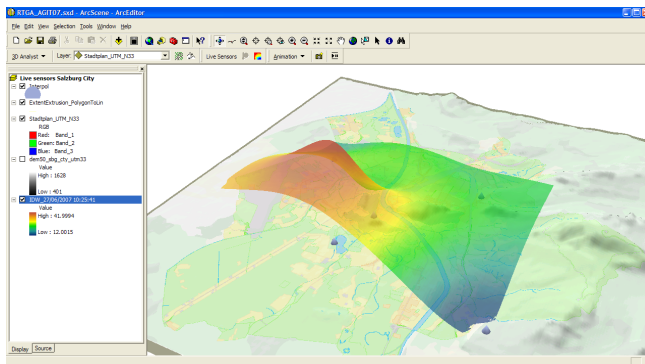 RTGA_AGIT07.sxd - ArcScene - ArcEditor
File Edit View Selection Tools Window Help
3D Analyst Layer: Stadtplan_UTM_N33 Live Sensors Animation
Live sensors Salzburg City
Interpol
ExtentExtrusion_PolygonToLin
Stadtplan_UTM_N33
RGB
Red: Band_1
Green: Band_2
Blue: Band_3
dem50_sbg_cty_utm33
Value
High : 1628
Low : 401
IDW_27/06/2007 10:25:41
Value
High : 41.9994
Low : 12.0015
Display Source